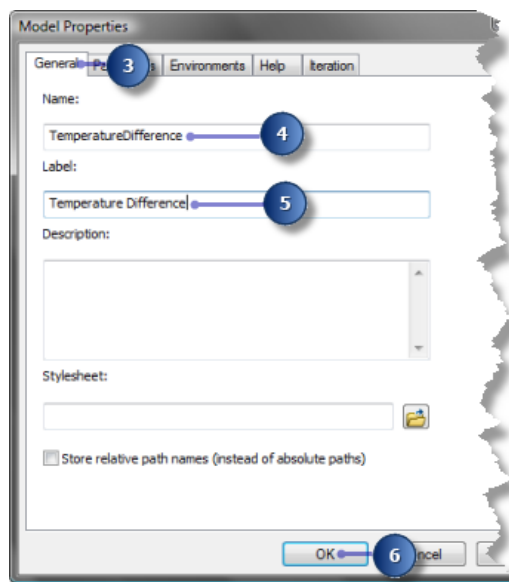 Model Properties
General 3 s Environments Help Iteration
Name:
TemperatureDifference 4
Label:
Temperature Difference 5
Description:
Stylesheet:
Store relative path names (instead of absolute paths)
OK 6 ncel